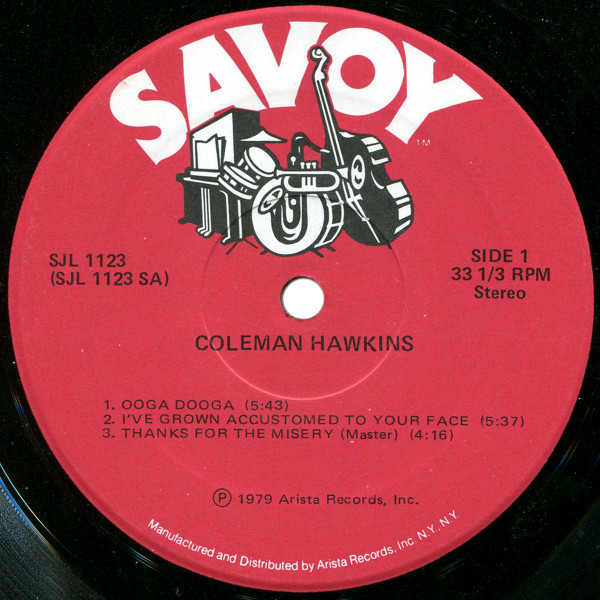 SAVOY
TM
SJL 1123
(SJL 1123 SA)
SIDE 1
33 1/3 RPM
Stereo
COLEMAN HAWKINS
1. OOGA DOOGA (5:43)
2. I'VE GROWN ACCUSTOMED TO YOUR FACE (5:37)
3. THANKS FOR THE MISERY (Master) (4:16)
Ⓟ 1979 Arista Records, Inc.
Manufactured and Distributed by Arista Records, Inc. N.Y., N.Y.